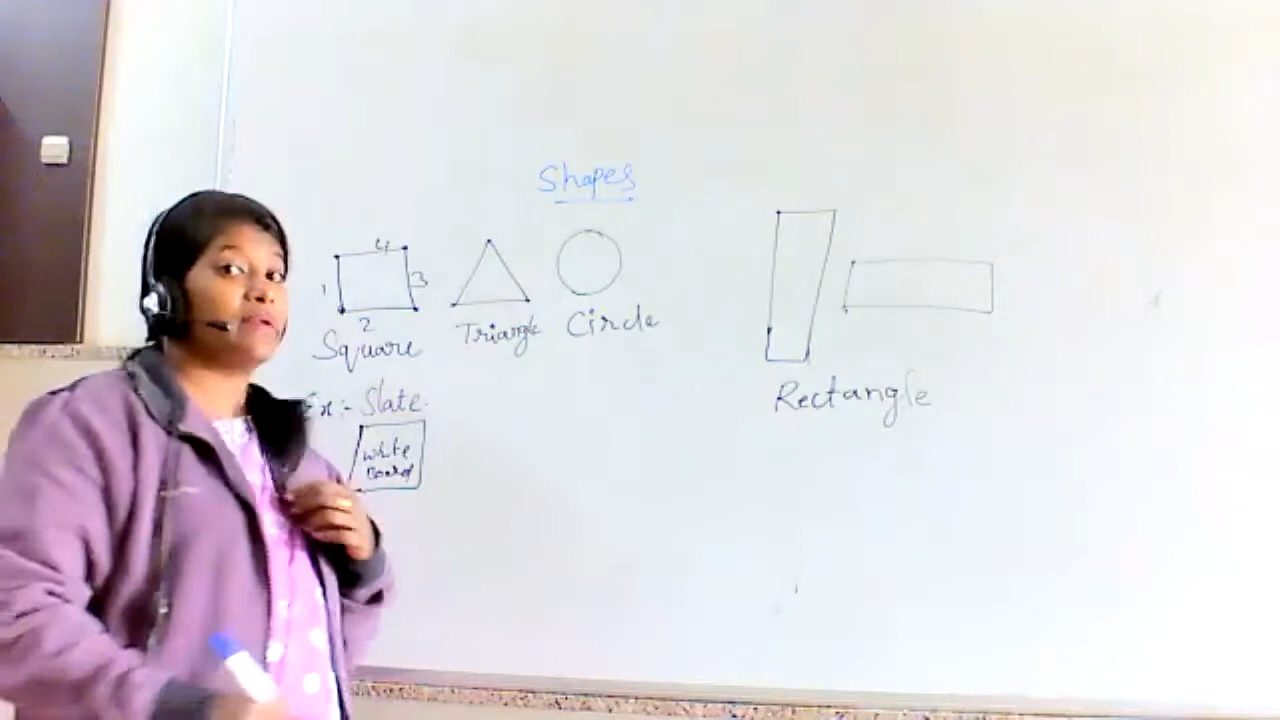 Shapes
4
1
3
2
Square
Triangle
Circle
Rectangle
Ex:- Slate.
White
Board